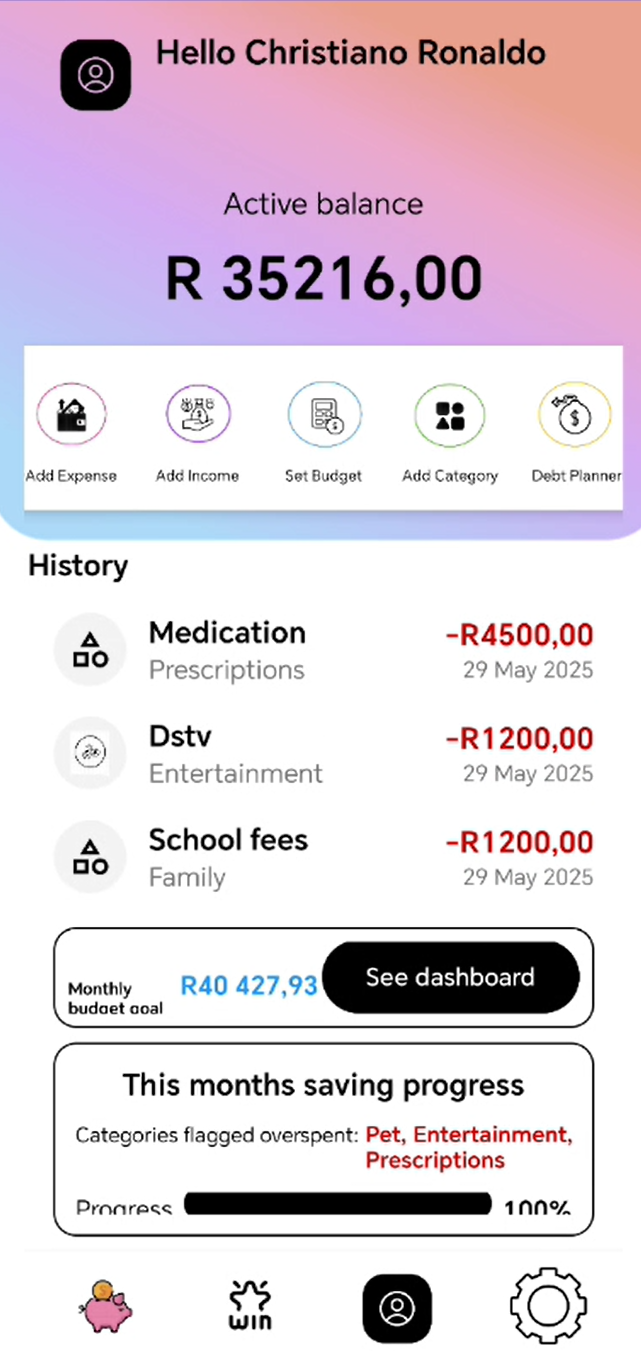 Hello Christiano Ronaldo
Active balance
R 35216,00
Add Expense Add Income Set Budget Add Category Debt Planner
History
Medication -R4500,00
Prescriptions 29 May 2025
Dstv -R1200,00
Entertainment 29 May 2025
School fees -R1200,00
Family 29 May 2025
Monthly
budget goal
R40 427,93
See dashboard
This months saving progress
Categories flagged overspent: Pet, Entertainment,
Prescriptions
Progress 100%
win